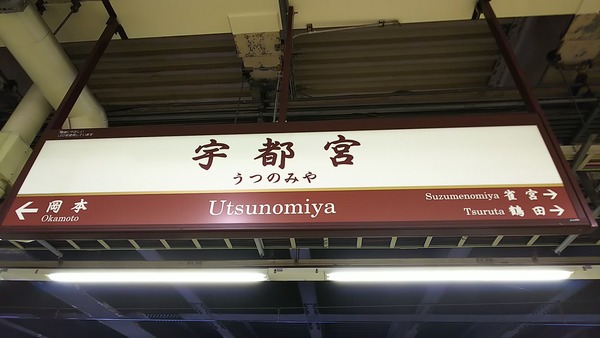 宇都宮
うつのみや
← 岡本
Okamoto
Utsunomiya
Suzumenomiya 雀宮 →
Tsuruta 鶴田 →